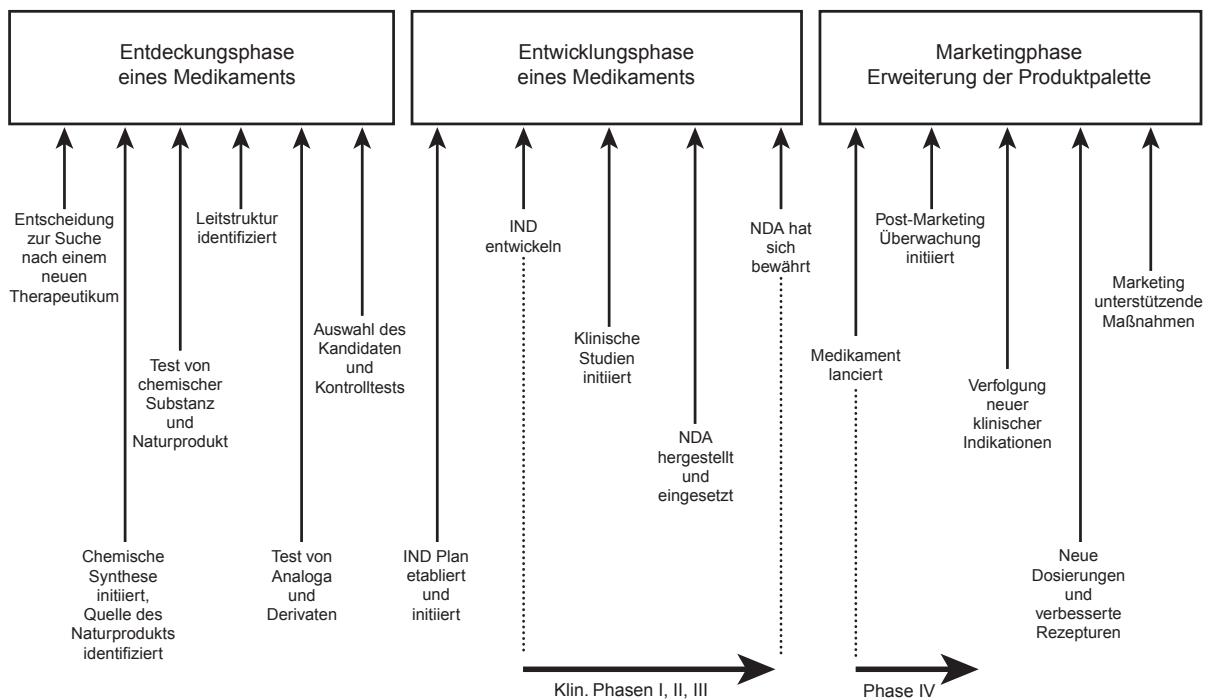 Entdeckungsphase
eines Medikaments
Entwicklungsphase
eines Medikaments
Marketingphase
Erweiterung der Produktpalette
Entscheidung
zur Suche
nach einem
neuen
Therapeutikum
Chemische
Synthese
initiiert,
Quelle des
Naturprodukts
identifiziert
Test von
chemischer
Substanz
und
Naturprodukt
Leitstruktur
identifiziert
Test von
Analoga
und
Derivaten
Auswahl des
Kandidaten
und
Kontrolltests
IND Plan
etabliert
und
initiiert
IND
entwickeln
Klinische
Studien
initiiert
NDA
hergestellt
und
eingesetzt
NDA hat
sich
bewährt
Medikament
lanciert
Post-Marketing
Überwachung
initiiert
Verfolgung
neuer
klinischer
Indikationen
Neue
Dosierungen
und
verbesserte
Rezepturen
Marketing
unterstützende
Maßnahmen
Klin. Phasen I, II, III
Phase IV